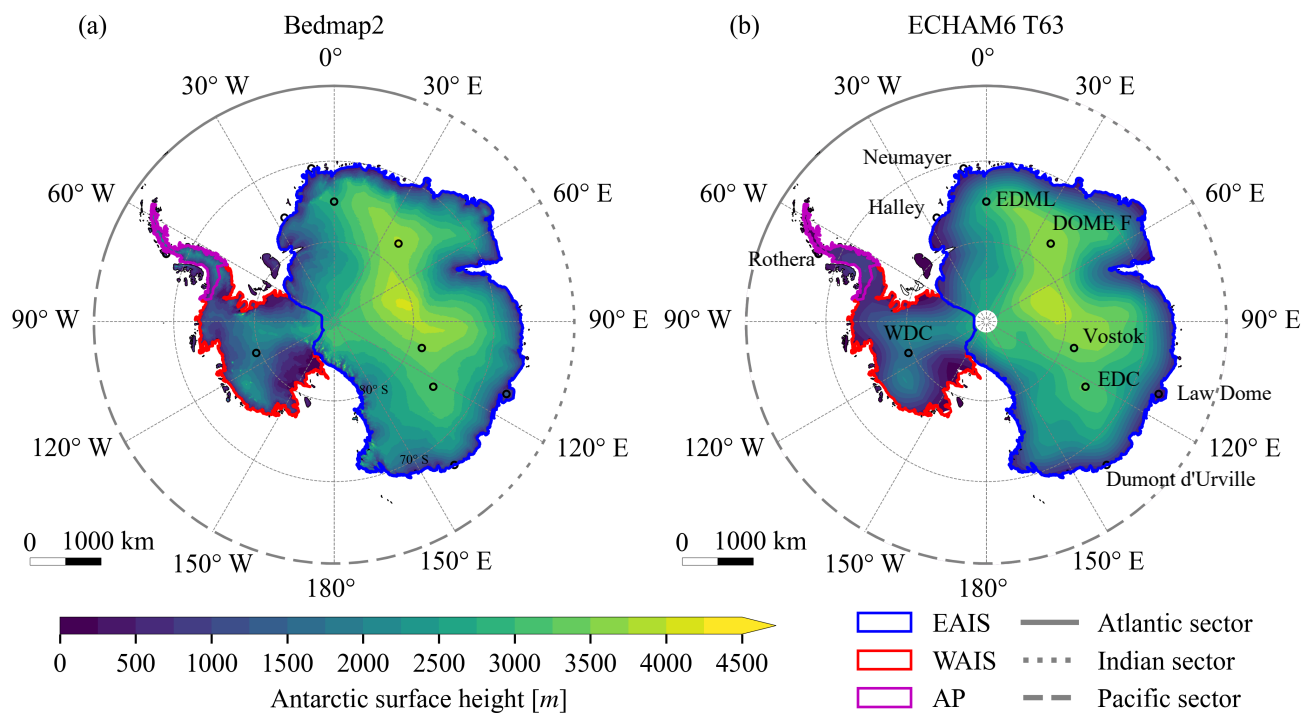 (a)
Bedmap2
0°
30° W
30° E
60° W
60° E
90° W
90° E
80° S
70° S
120° W
120° E
150° W
150° E
180°
0 1000 km
(b)
ECHAM6 T63
0°
30° W
30° E
Neumayer
60° W
60° E
Halley
EDML
DOME F
Rothera
90° W
90° E
WDC
Vostok
EDC
Law Dome
120° W
120° E
Dumont d'Urville
150° W
150° E
180°
0 1000 km
0 500 1000 1500 2000 2500 3000 3500 4000 4500
Antarctic surface height [m]
EAIS
WAIS
AP
Atlantic sector
Indian sector
Pacific sector